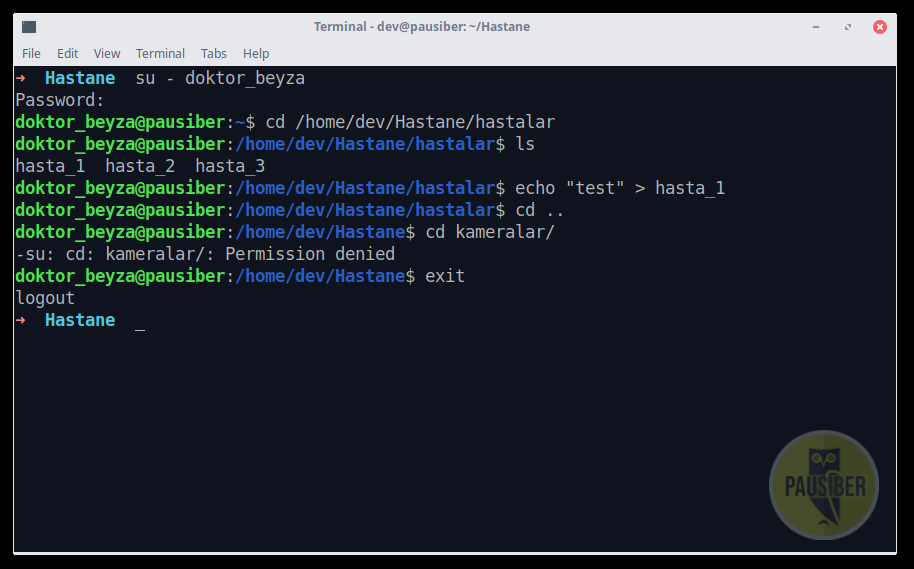 Terminal - dev@pausiber: ~/Hastane
File Edit View Terminal Tabs Help
➜ Hastane su - doktor_beyza
Password:
doktor_beyza@pausiber:~$ cd /home/dev/Hastane/hastalar
doktor_beyza@pausiber:/home/dev/Hastane/hastalar$ ls
hasta_1 hasta_2 hasta_3
doktor_beyza@pausiber:/home/dev/Hastane/hastalar$ echo "test" > hasta_1
doktor_beyza@pausiber:/home/dev/Hastane/hastalar$ cd ..
doktor_beyza@pausiber:/home/dev/Hastane$ cd kameralar/
-su: cd: kameralar/: Permission denied
doktor_beyza@pausiber:/home/dev/Hastane$ exit
logout
➜ Hastane _
PAUSIBER